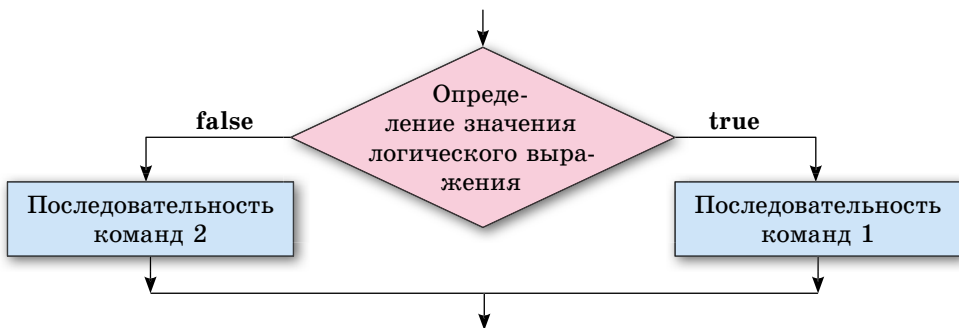 Опреде-
ление значения
логического выра-
жения
false
true
Последовательность
команд 2
Последовательность
команд 1